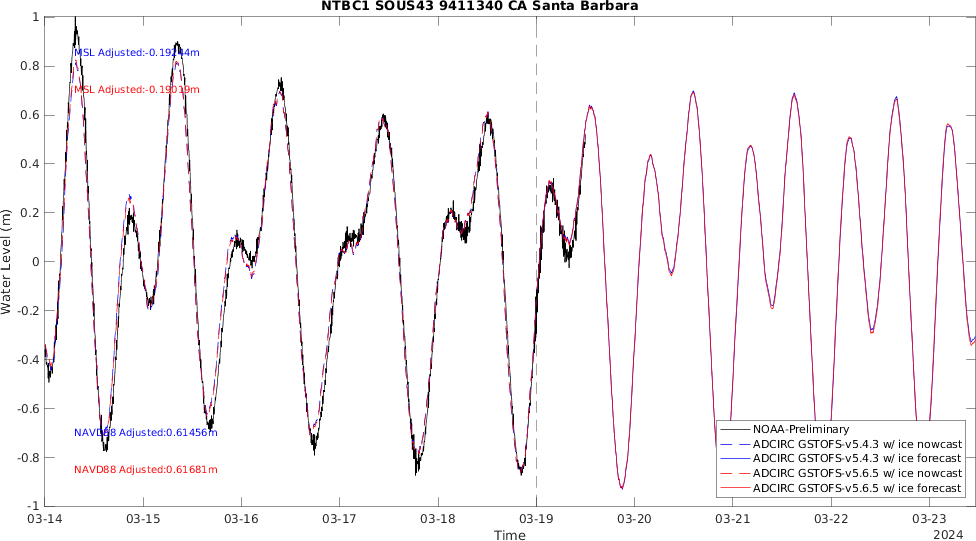 NTBC1 SOUS43 9411340 CA Santa Barbara
1
0.8
0.6
0.4
0.2
0
-0.2
-0.4
-0.6
-0.8
-1
Water Level (m)
MSL Adjusted:-0.19244m
MSL Adjusted:-0.19019m
NAVD88 Adjusted:0.61456m
NAVD88 Adjusted:0.61681m
NOAA-Preliminary
ADCIRC GSTOFS-v5.4.3 w/ ice nowcast
ADCIRC GSTOFS-v5.4.3 w/ ice forecast
ADCIRC GSTOFS-v5.6.5 w/ ice nowcast
ADCIRC GSTOFS-v5.6.5 w/ ice forecast
03-14 03-15 03-16 03-17 03-18 03-19 03-20 03-21 03-22 03-23
Time
2024